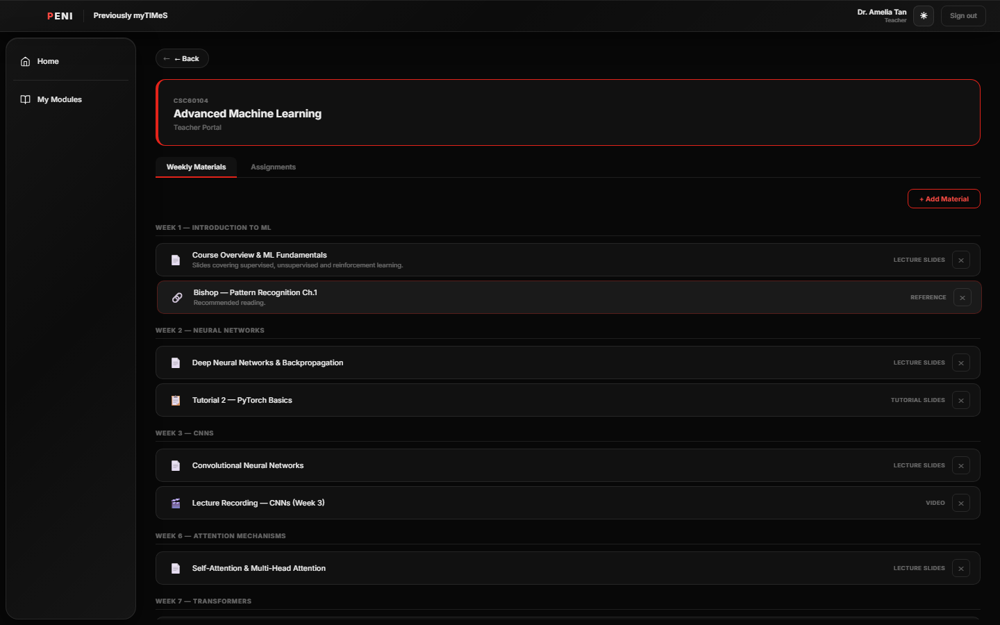 PENI
Previously myTIMeS
Dr. Amelia Tan
Teacher
Sign out
Home
My Modules
← ← Back
CSC60104
Advanced Machine Learning
Teacher Portal
Weekly Materials
Assignments
+ Add Material
WEEK 1 — INTRODUCTION TO ML
Course Overview & ML Fundamentals
Slides covering supervised, unsupervised and reinforcement learning.
LECTURE SLIDES
Bishop — Pattern Recognition Ch.1
Recommended reading.
REFERENCE
WEEK 2 — NEURAL NETWORKS
Deep Neural Networks & Backpropagation
LECTURE SLIDES
Tutorial 2 — PyTorch Basics
TUTORIAL SLIDES
WEEK 3 — CNNS
Convolutional Neural Networks
LECTURE SLIDES
Lecture Recording — CNNs (Week 3)
VIDEO
WEEK 6 — ATTENTION MECHANISMS
Self-Attention & Multi-Head Attention
LECTURE SLIDES
WEEK 7 — TRANSFORMERS